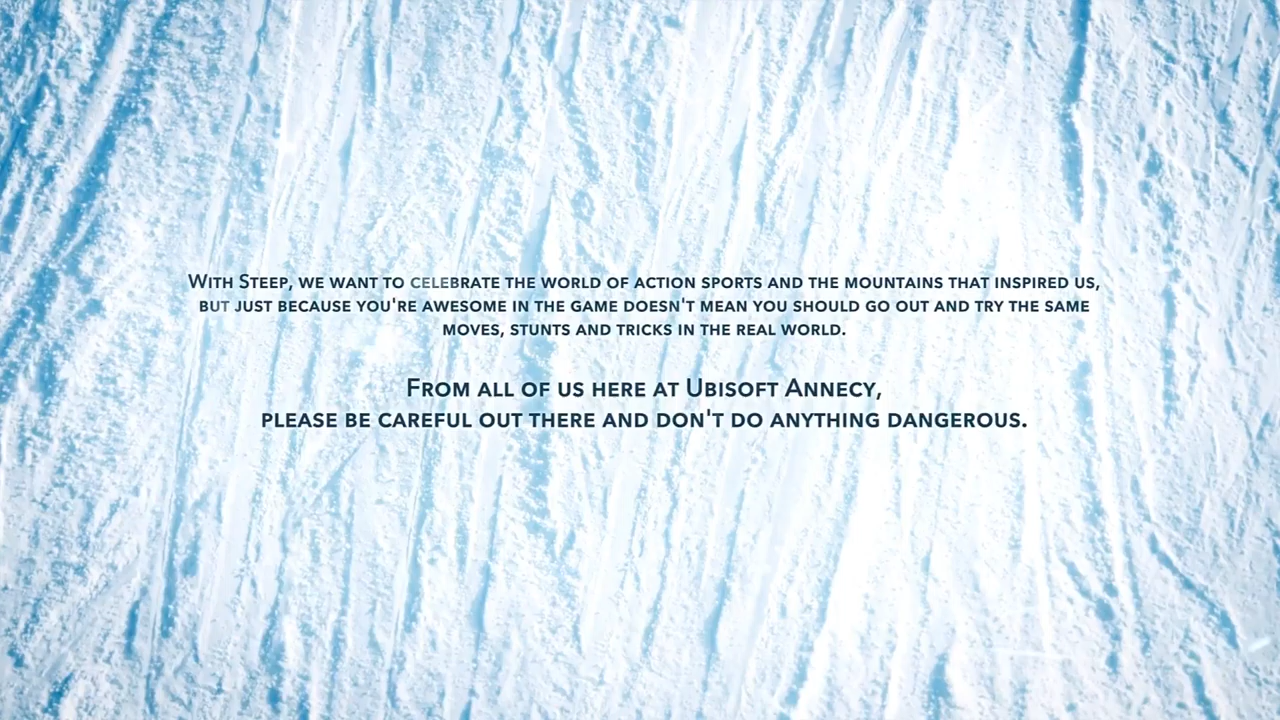 With Steep, we want to celebrate the world of action sports and the mountains that inspired us,
but just because you're awesome in the game doesn't mean you should go out and try the same
moves, stunts and tricks in the real world.
From all of us here at Ubisoft Annecy,
please be careful out there and don't do anything dangerous.